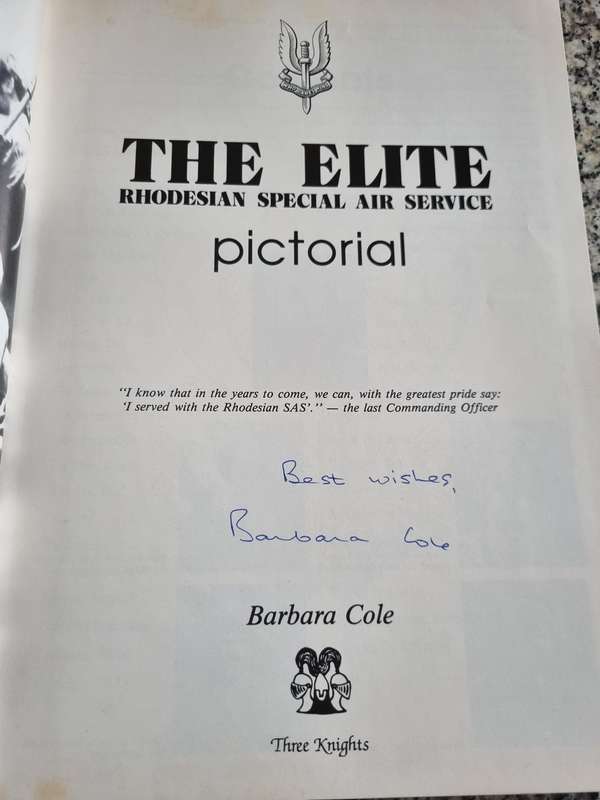 THE ELITE
RHODESIAN SPECIAL AIR SERVICE
pictorial
"I know that in the years to come, we can, with the greatest pride say:
'I served with the Rhodesian SAS'." — the last Commanding Officer
Best wishes,
Barbara Cole
Barbara Cole
Three Knights